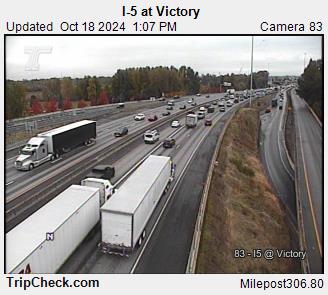 I-5 at Victory
Updated Oct 18 2024 1:07 PM Camera 83
83 - I5 @ Victory
TripCheck.com Milepost306.80